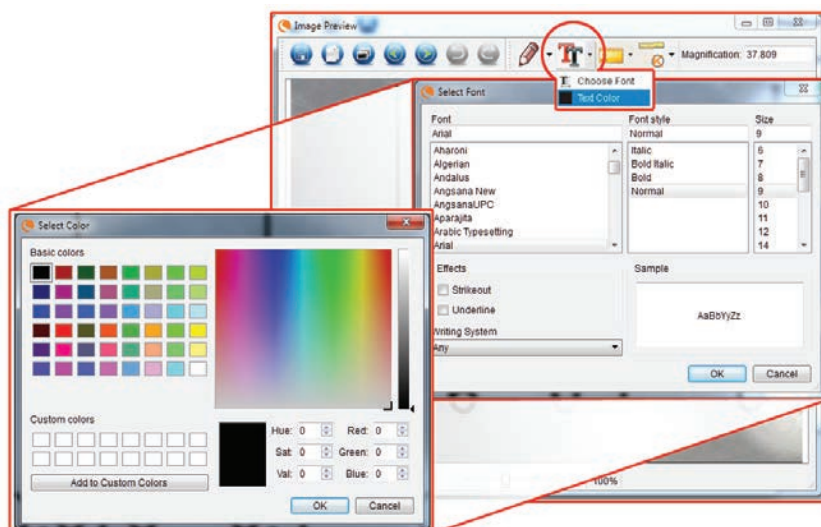 Image Preview
Magnification: 37.809
Choose Font
Text Color
Select Font
Font
Font style
Size
Arial
Normal
9
Aharoni
Algerian
Andalus
Angsana New
AngsanaUPC
Aparajita
Arabic Typesetting
Arial
Italic
Bold Italic
Bold
Normal
6
7
8
9
10
11
12
14
Effects
Strikeout
Underline
Writing System
Any
Sample
AaBbYyZz
OK
Cancel
100%
Select Color
Basic colors
Custom colors
Add to Custom Colors
Hue: 0
Red: 0
Sat: 0
Green: 0
Val: 0
Blue: 0
OK
Cancel